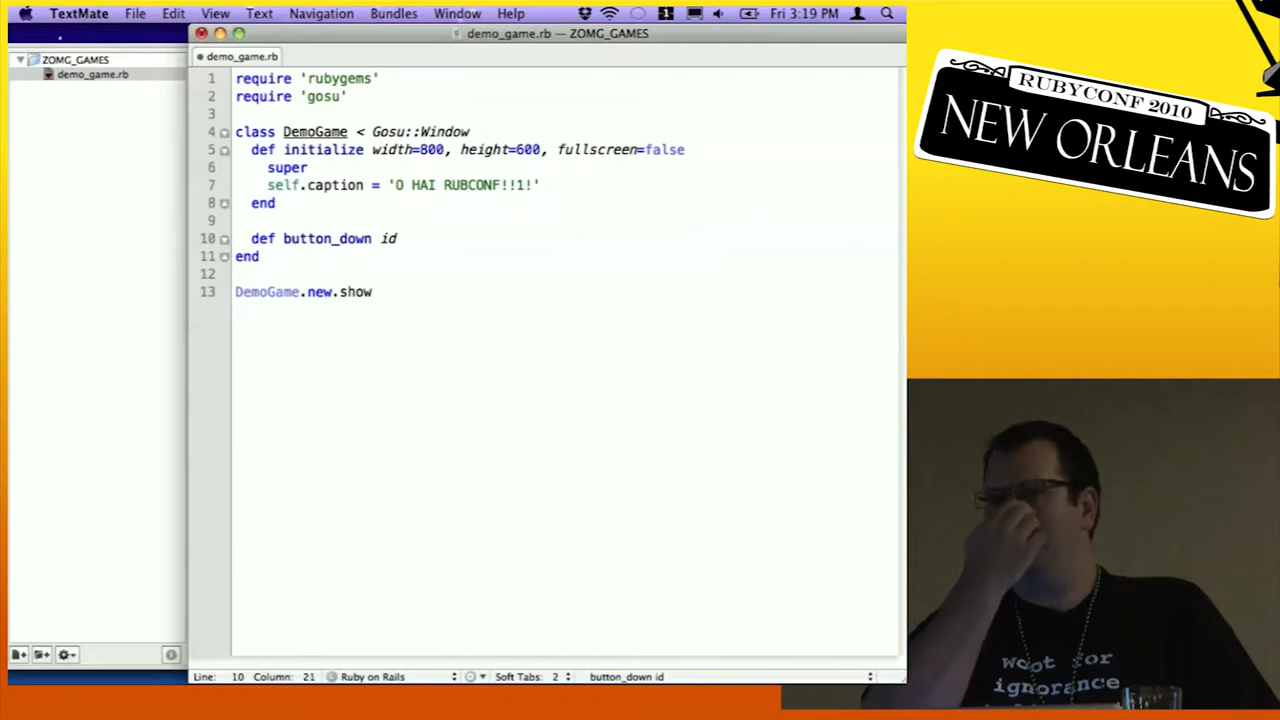 TextMate File Edit View Text Navigation Bundles Window Help Fri 3:19 PM
demo_game.rb — ZOMG_GAMES
demo_game.rb
ZOMG_GAMES
demo_game.rb
1 require 'rubygems'
2 require 'gosu'
3
4 class DemoGame < Gosu::Window
5 def initialize width=800, height=600, fullscreen=false
6 super
7 self.caption = 'O HAI RUBCONF!!1!'
8 end
9
10 def button_down id
11 end
12
13 DemoGame.new.show
Line: 10 Column: 21 Ruby on Rails Soft Tabs: 2 button_down id
RUBYCONF 2010
NEW ORLEANS
woot for
ignorance